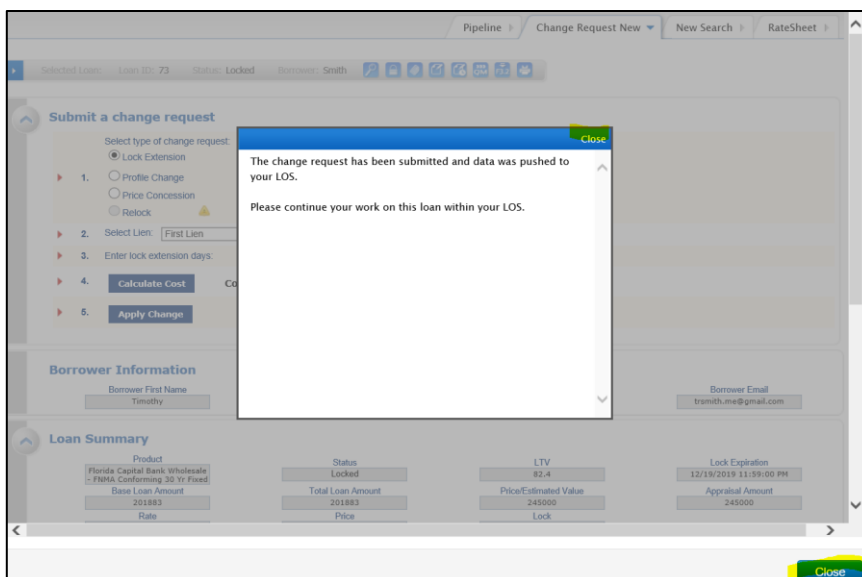 Pipeline Change Request New New Search RateSheet
Selected Loan: Loan ID: 73 Status: Locked Borrower: Smith
Submit a change request
Select type of change request:
Lock Extension
1. Profile Change
Price Concession
Relock
2. Select Lien: First Lien
3. Enter lock extension days:
4. Calculate Cost Co
5. Apply Change
Close
The change request has been submitted and data was pushed to
your LOS.
Please continue your work on this loan within your LOS.
Borrower Information
Borrower First Name Borrower Email
Timothy trsmith.me@gmail.com
Loan Summary
Product Status LTV Lock Expiration
Florida Capital Bank Wholesale Locked 82.4 12/19/2019 11:59:00 PM
- FNMA Conforming 30 Yr Fixed
Base Loan Amount Total Loan Amount Price/Estimated Value Appraisal Amount
201883 201883 245000 245000
Rate Price Lock
Close